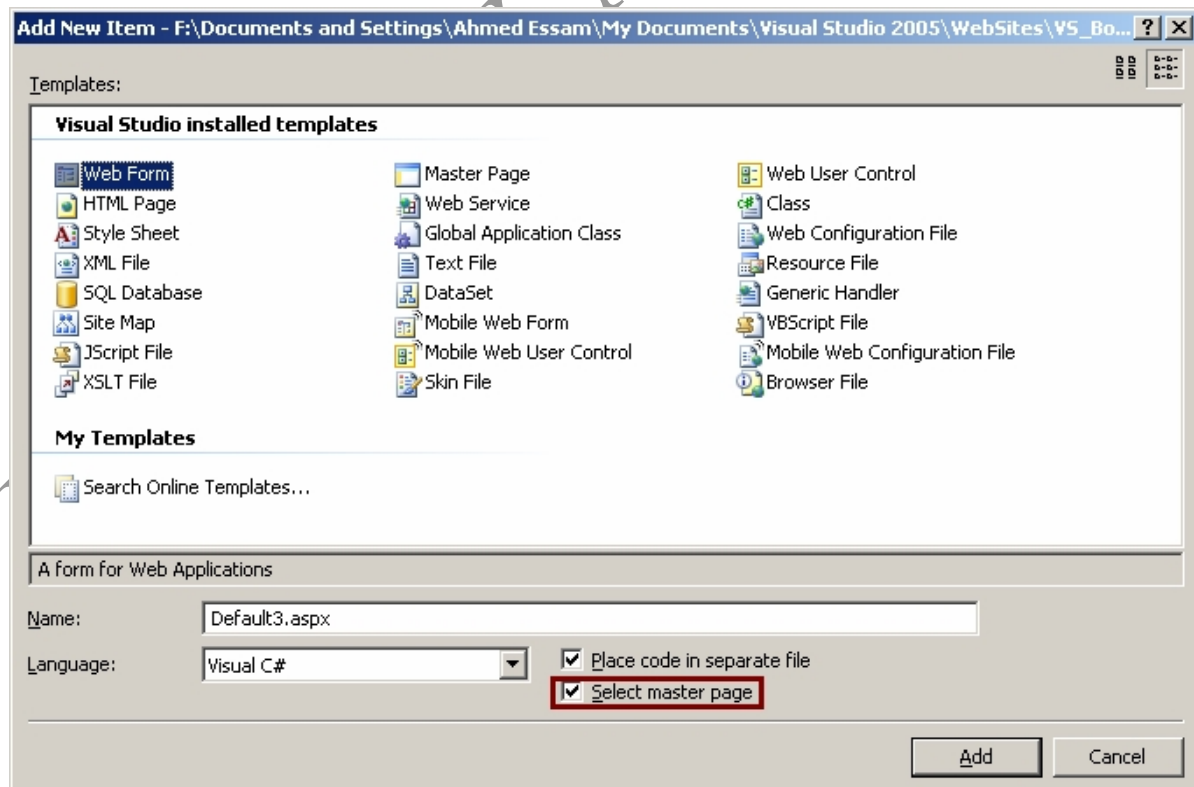 Add New Item - F:\Documents and Settings\Ahmed Essam\My Documents\Visual Studio 2005\WebSites\VS_Bo...
Templates:
Visual Studio installed templates
Web Form
Master Page
Web User Control
HTML Page
Web Service
Class
Style Sheet
Global Application Class
Web Configuration File
XML File
Text File
Resource File
SQL Database
DataSet
Generic Handler
Site Map
Mobile Web Form
VBScript File
JScript File
Mobile Web User Control
Mobile Web Configuration File
XSLT File
Skin File
Browser File
My Templates
Search Online Templates...
A form for Web Applications
Name:
Default3.aspx
Language:
Visual C#
Place code in separate file
Select master page
Add
Cancel